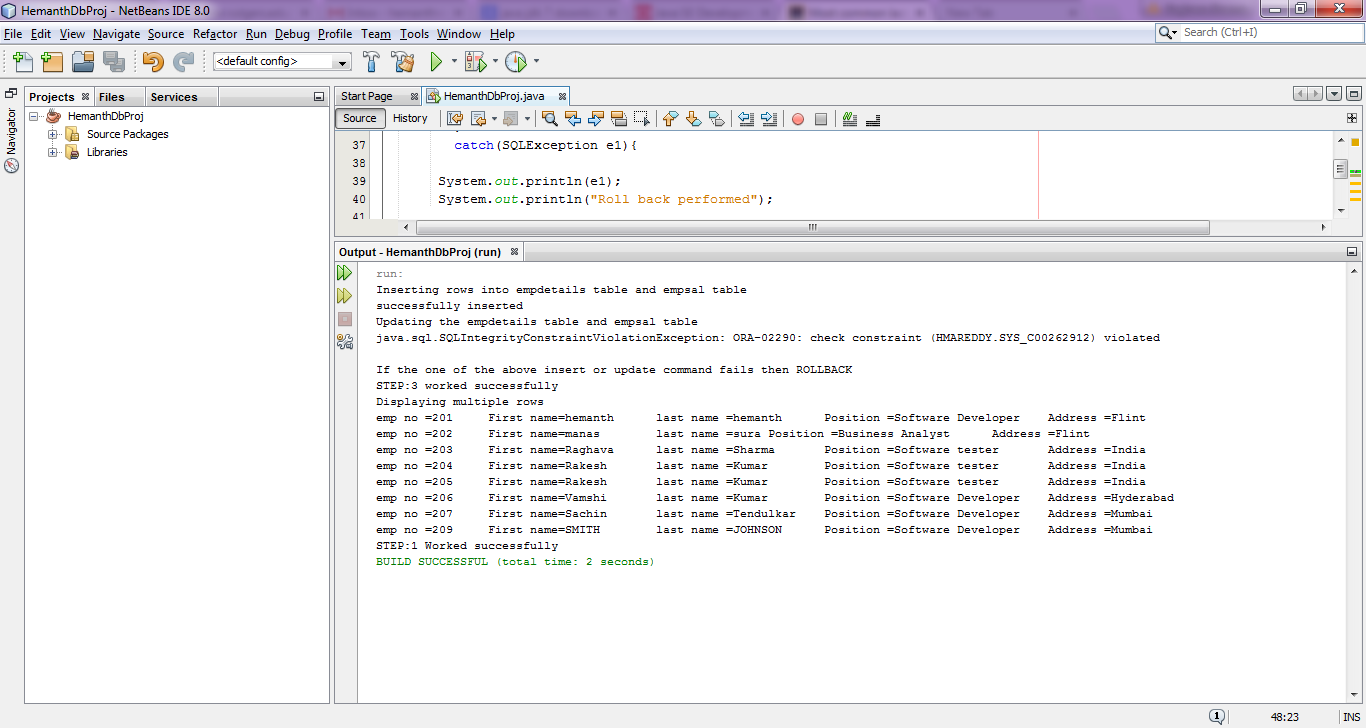 HemanthDbProj - NetBeans IDE 8.0
File Edit View Navigate Source Refactor Run Debug Profile Team Tools Window Help
Search (Ctrl+I)
<default config>
Projects Files Services
Navigator
HemanthDbProj
Source Packages
Libraries
Start Page HemanthDbProj.java
Source History
37 catch(SQLException e1){
38
39 System.out.println(e1);
40 System.out.println("Roll back performed");
41
Output - HemanthDbProj (run)
run:
Inserting rows into empdetails table and empsal table
successfully inserted
Updating the empdetails table and empsal table
java.sql.SQLIntegrityConstraintViolationException: ORA-02290: check constraint (HMAREDDY.SYS_C00262912) violated
If the one of the above insert or update command fails then ROLLBACK
STEP:3 worked successfully
Displaying multiple rows
emp no =201 First name=hemanth last name =hemanth Position =Software Developer Address =Flint
emp no =202 First name=manas last name =sura Position =Business Analyst Address =Flint
emp no =203 First name=Raghava last name =Sharma Position =Software tester Address =India
emp no =204 First name=Rakesh last name =Kumar Position =Software tester Address =India
emp no =205 First name=Rakesh last name =Kumar Position =Software tester Address =India
emp no =206 First name=Vamshi last name =Kumar Position =Software Developer Address =Hyderabad
emp no =207 First name=Sachin last name =Tendulkar Position =Software Developer Address =Mumbai
emp no =209 First name=SMITH last name =JOHNSON Position =Software Developer Address =Mumbai
STEP:1 Worked successfully
BUILD SUCCESSFUL (total time: 2 seconds)
1 48:23 INS